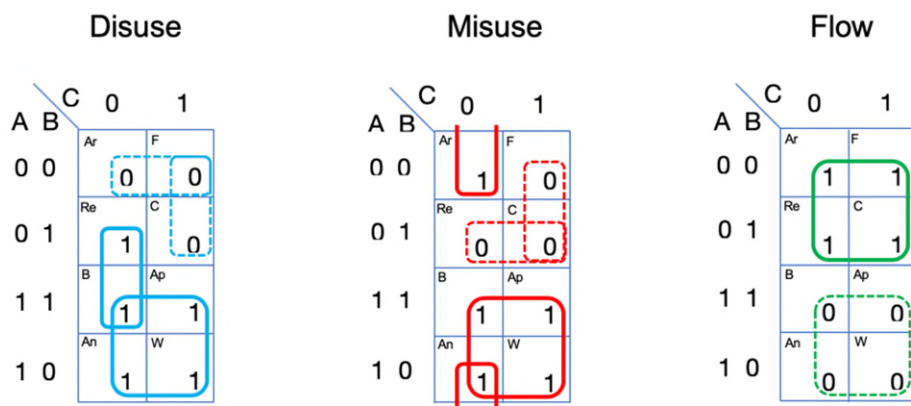 Disuse Misuse Flow
C 0 1 C 0 1 C 0 1
A B A B A B
Ar F Ar F Ar F
0 0 0 0 0 0 1 0 0 0 1 1
Re C Re C Re C
0 1 1 0 0 1 0 0 0 1 1 1
B Ap B Ap B Ap
1 1 1 1 1 1 1 1 1 1 0 0
An W An W An W
1 0 1 1 1 0 1 1 1 0 0 0